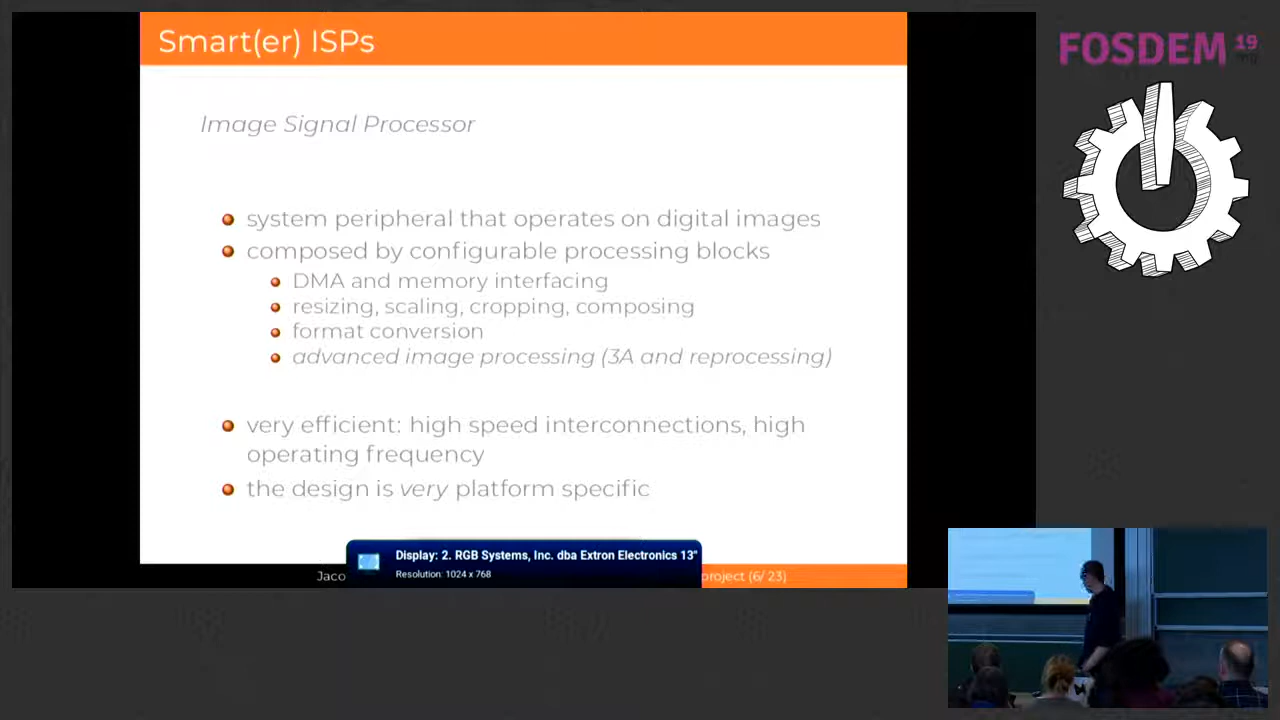 Smart(er) ISPs
FOSDEM 19
.org
Image Signal Processor
system peripheral that operates on digital images
composed by configurable processing blocks
DMA and memory interfacing
resizing, scaling, cropping, composing
format conversion
advanced image processing (3A and reprocessing)
very efficient: high speed interconnections, high
operating frequency
the design is very platform specific
Display: 2. RGB Systems, Inc. dba Extron Electronics 13"
Resolution: 1024 x 768
Jaco
project (6/ 23)